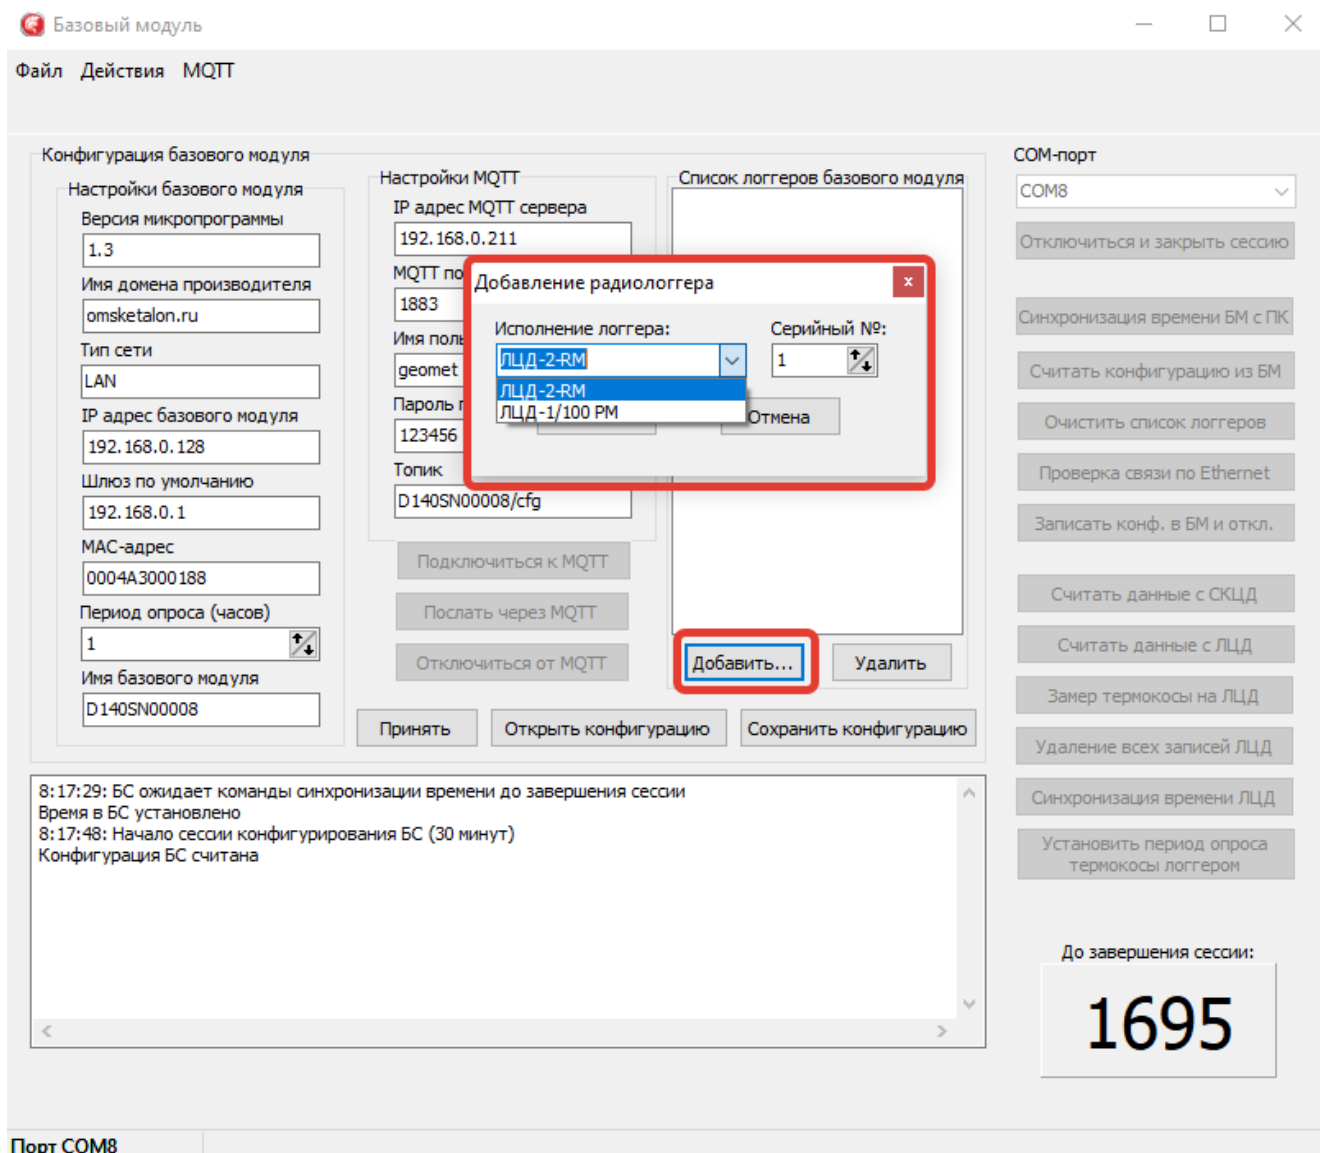 Базовый модуль
Файл Действия MQTT
Конфигурация базового модуля
Настройки базового модуля
Версия микропрограммы
1.3
Имя домена производителя
omsketalon.ru
Тип сети
LAN
IP адрес базового модуля
192.168.0.128
Шлюз по умолчанию
192.168.0.1
MAC-адрес
0004A3000188
Период опроса (часов)
1
Имя базового модуля
D140SN00008
Настройки MQTT
IP адрес MQTT сервера
192.168.0.211
MQTT по
1883
Имя поль
geomet
Пароль п
123456
Топик
D140SN00008/cfg
Подключиться к MQTT
Послать через MQTT
Отключиться от MQTT
Список логгеров базового модуля
Добавление радиологгера
x
Исполнение логгера:
Серийный №:
ЛЦД-2-RM
1
ЛЦД-2-RM
ЛЦД-1/100 РМ
Отмена
Добавить...
Удалить
Принять
Открыть конфигурацию
Сохранить конфигурацию
8:17:29: БС ожидает команды синхронизации времени до завершения сессии
Время в БС установлено
8:17:48: Начало сессии конфигурирования БС (30 минут)
Конфигурация БС считана
COM-порт
COM8
Отключиться и закрыть сессию
Синхронизация времени БМ с ПК
Считать конфигурацию из БМ
Очистить список логгеров
Проверка связи по Ethernet
Записать конф. в БМ и откл.
Считать данные с СКЦД
Считать данные с ЛЦД
Замер термокосы на ЛЦД
Удаление всех записей ЛЦД
Синхронизация времени ЛЦД
Установить период опроса
термокосы логгером
До завершения сессии:
1695
Порт COM8